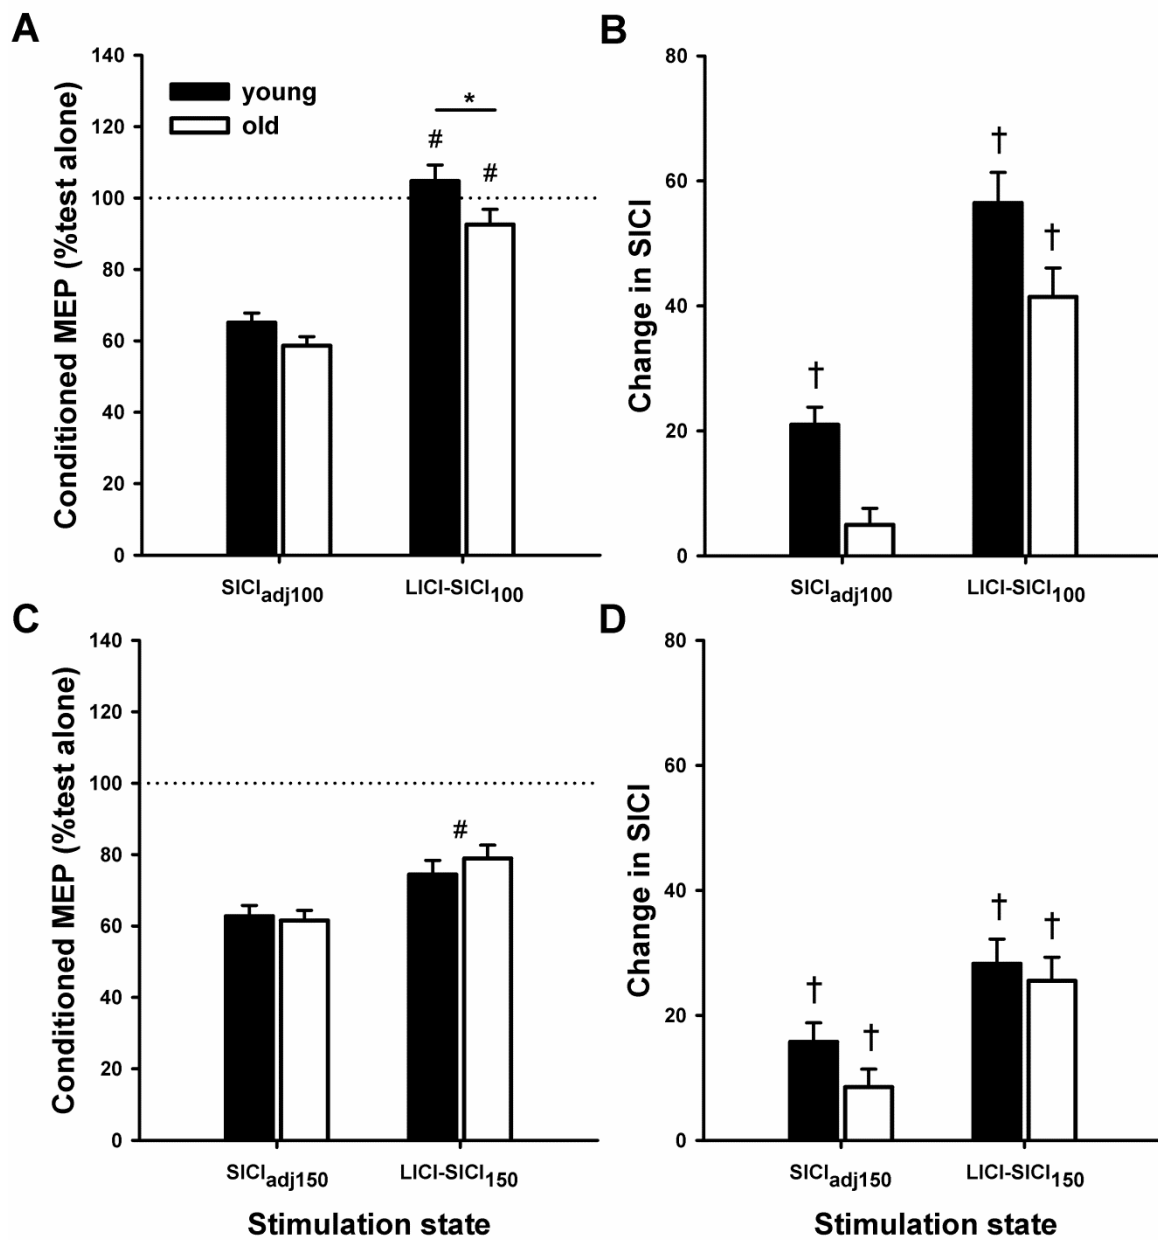 A
Conditioned MEP (%test alone)
140
120
100
80
60
40
20
0
young
old
*
#
#
SICIadj100
LICI-SICI100
B
Change in SICI
80
60
40
20
0
†
†
†
SICIadj100
LICI-SICI100
C
Conditioned MEP (%test alone)
140
120
100
80
60
40
20
0
#
SICIadj150
LICI-SICI150
Stimulation state
D
Change in SICI
80
60
40
20
0
†
†
†
†
SICIadj150
LICI-SICI150
Stimulation state